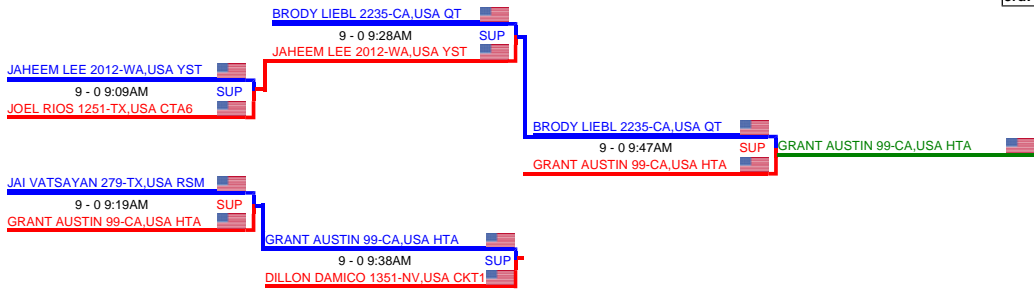 BRODY LIEBL 2235-CA,USA QT
9 - 0 9:28AM SUP
JAHEEM LEE 2012-WA,USA YST
JAHEEM LEE 2012-WA,USA YST
9 - 0 9:09AM SUP
JOEL RIOS 1251-TX,USA CTA6
BRODY LIEBL 2235-CA,USA QT
9 - 0 9:47AM SUP
GRANT AUSTIN 99-CA,USA HTA
GRANT AUSTIN 99-CA,USA HTA
JAI VATSAYAN 279-TX,USA RSM
9 - 0 9:19AM SUP
GRANT AUSTIN 99-CA,USA HTA
GRANT AUSTIN 99-CA,USA HTA
9 - 0 9:38AM SUP
DILLON DAMICO 1351-NV,USA CKT1